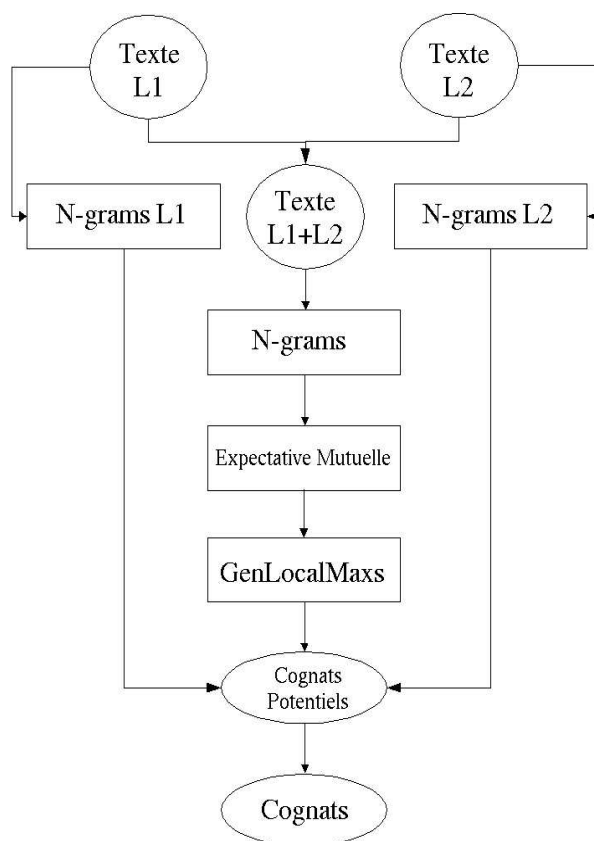 Texte
L1
Texte
L2
N-grams L1
Texte
L1+L2
N-grams L2
N-grams
Expectative Mutuelle
GenLocalMaxs
Cognats
Potentiels
Cognats